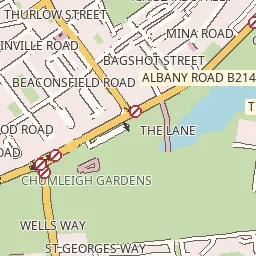 THURLOW STREET
MINA ROAD
INVILLE ROAD
BAGSHOT STREET
BEACONSFIELD ROAD
ALBANY ROAD B214
T
THE LANE
OD ROAD
OAD
CHUMLEIGH GARDENS
WELLS WAY
ST GEORGES WAY